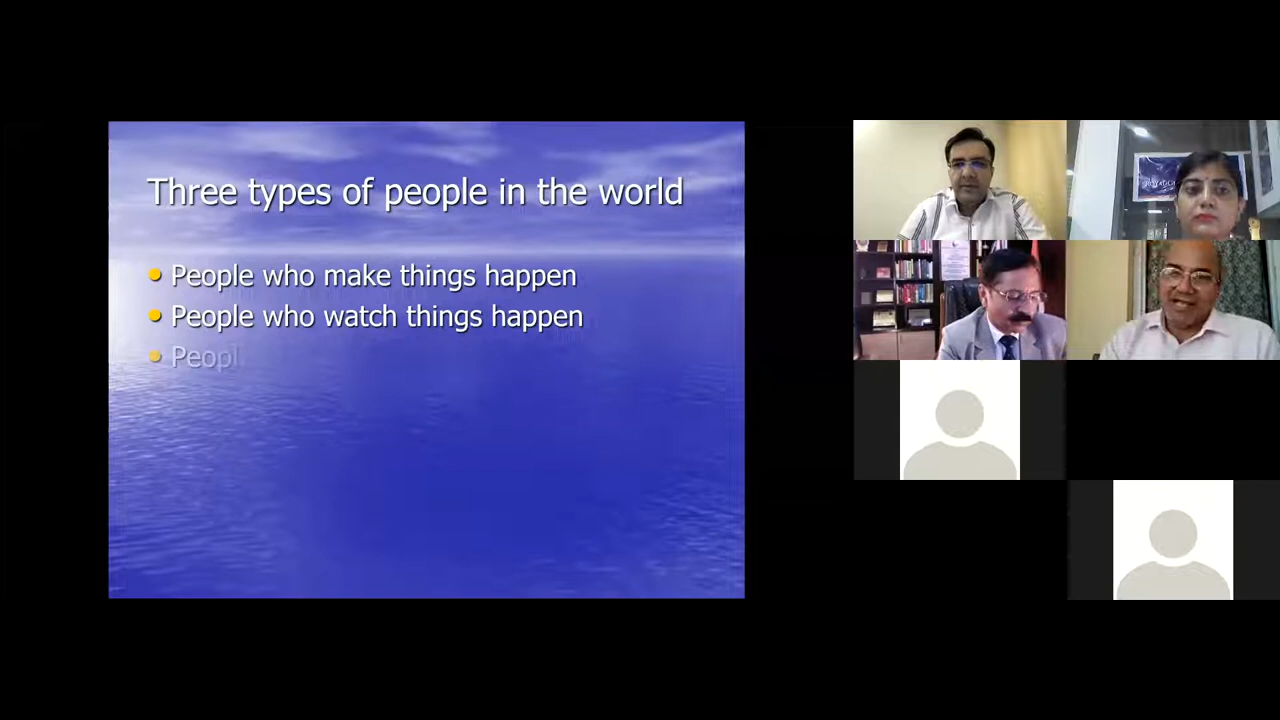 Three types of people in the world
People who make things happen
People who watch things happen
Peopl